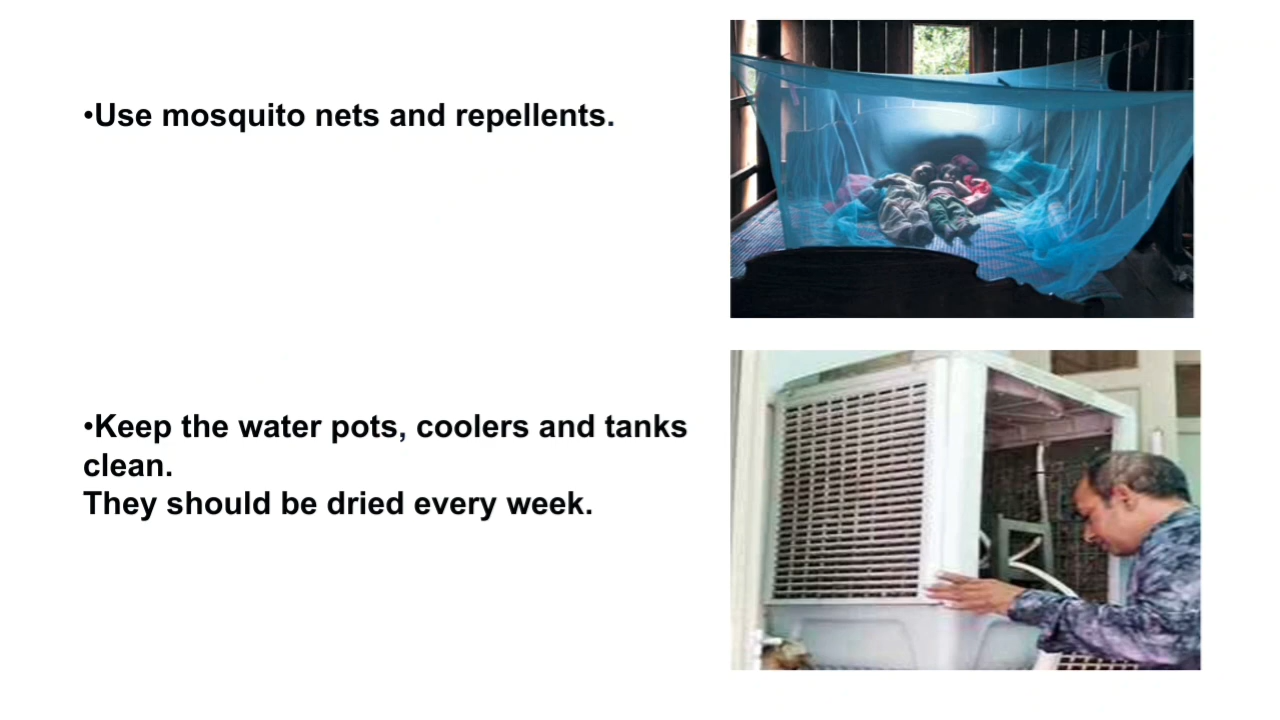 •Use mosquito nets and repellents.
•Keep the water pots, coolers and tanks
clean.
They should be dried every week.